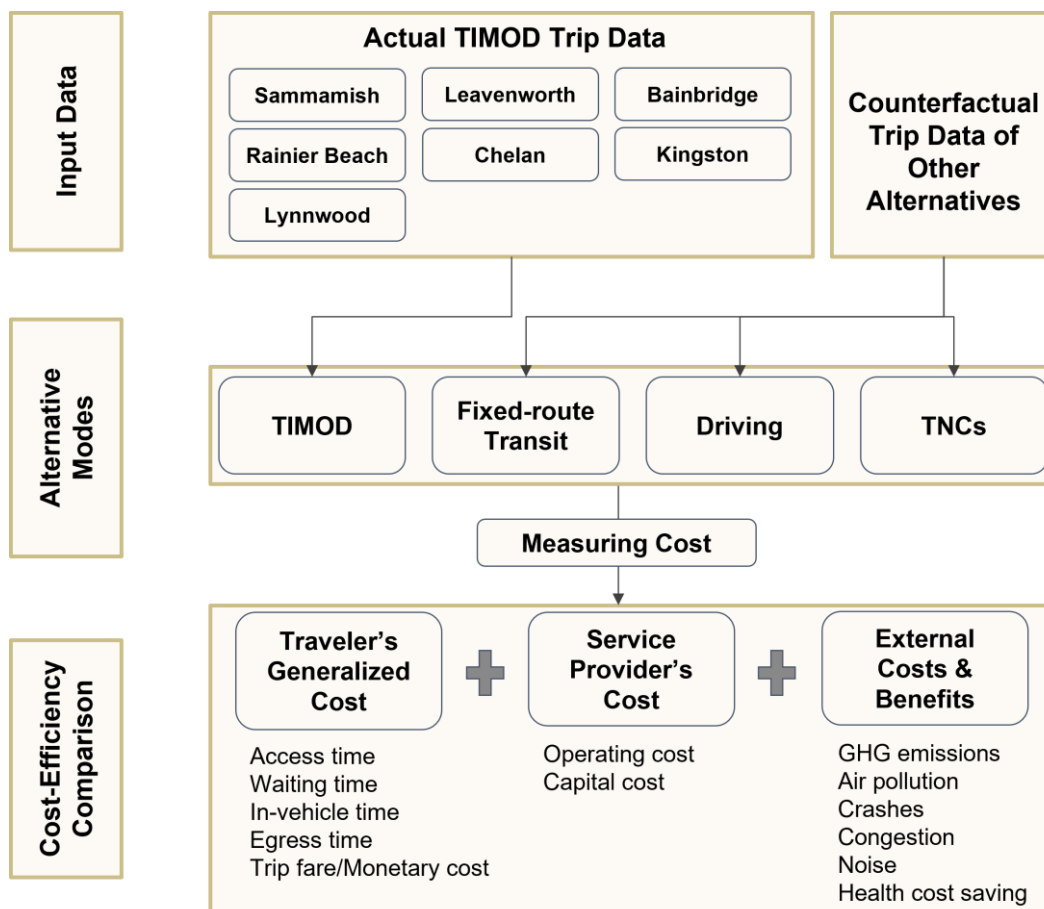 Input Data
Actual TIMOD Trip Data
Sammamish
Leavenworth
Bainbridge
Rainier Beach
Chelan
Kingston
Lynnwood
Counterfactual
Trip Data of
Other
Alternatives
Alternative
Modes
TIMOD
Fixed-route
Transit
Driving
TNCs
Measuring Cost
Cost-Efficiency
Comparison
Traveler’s
Generalized
Cost
Service
Provider’s
Cost
External
Costs &
Benefits
Access time
Waiting time
In-vehicle time
Egress time
Trip fare/Monetary cost
Operating cost
Capital cost
GHG emissions
Air pollution
Crashes
Congestion
Noise
Health cost saving